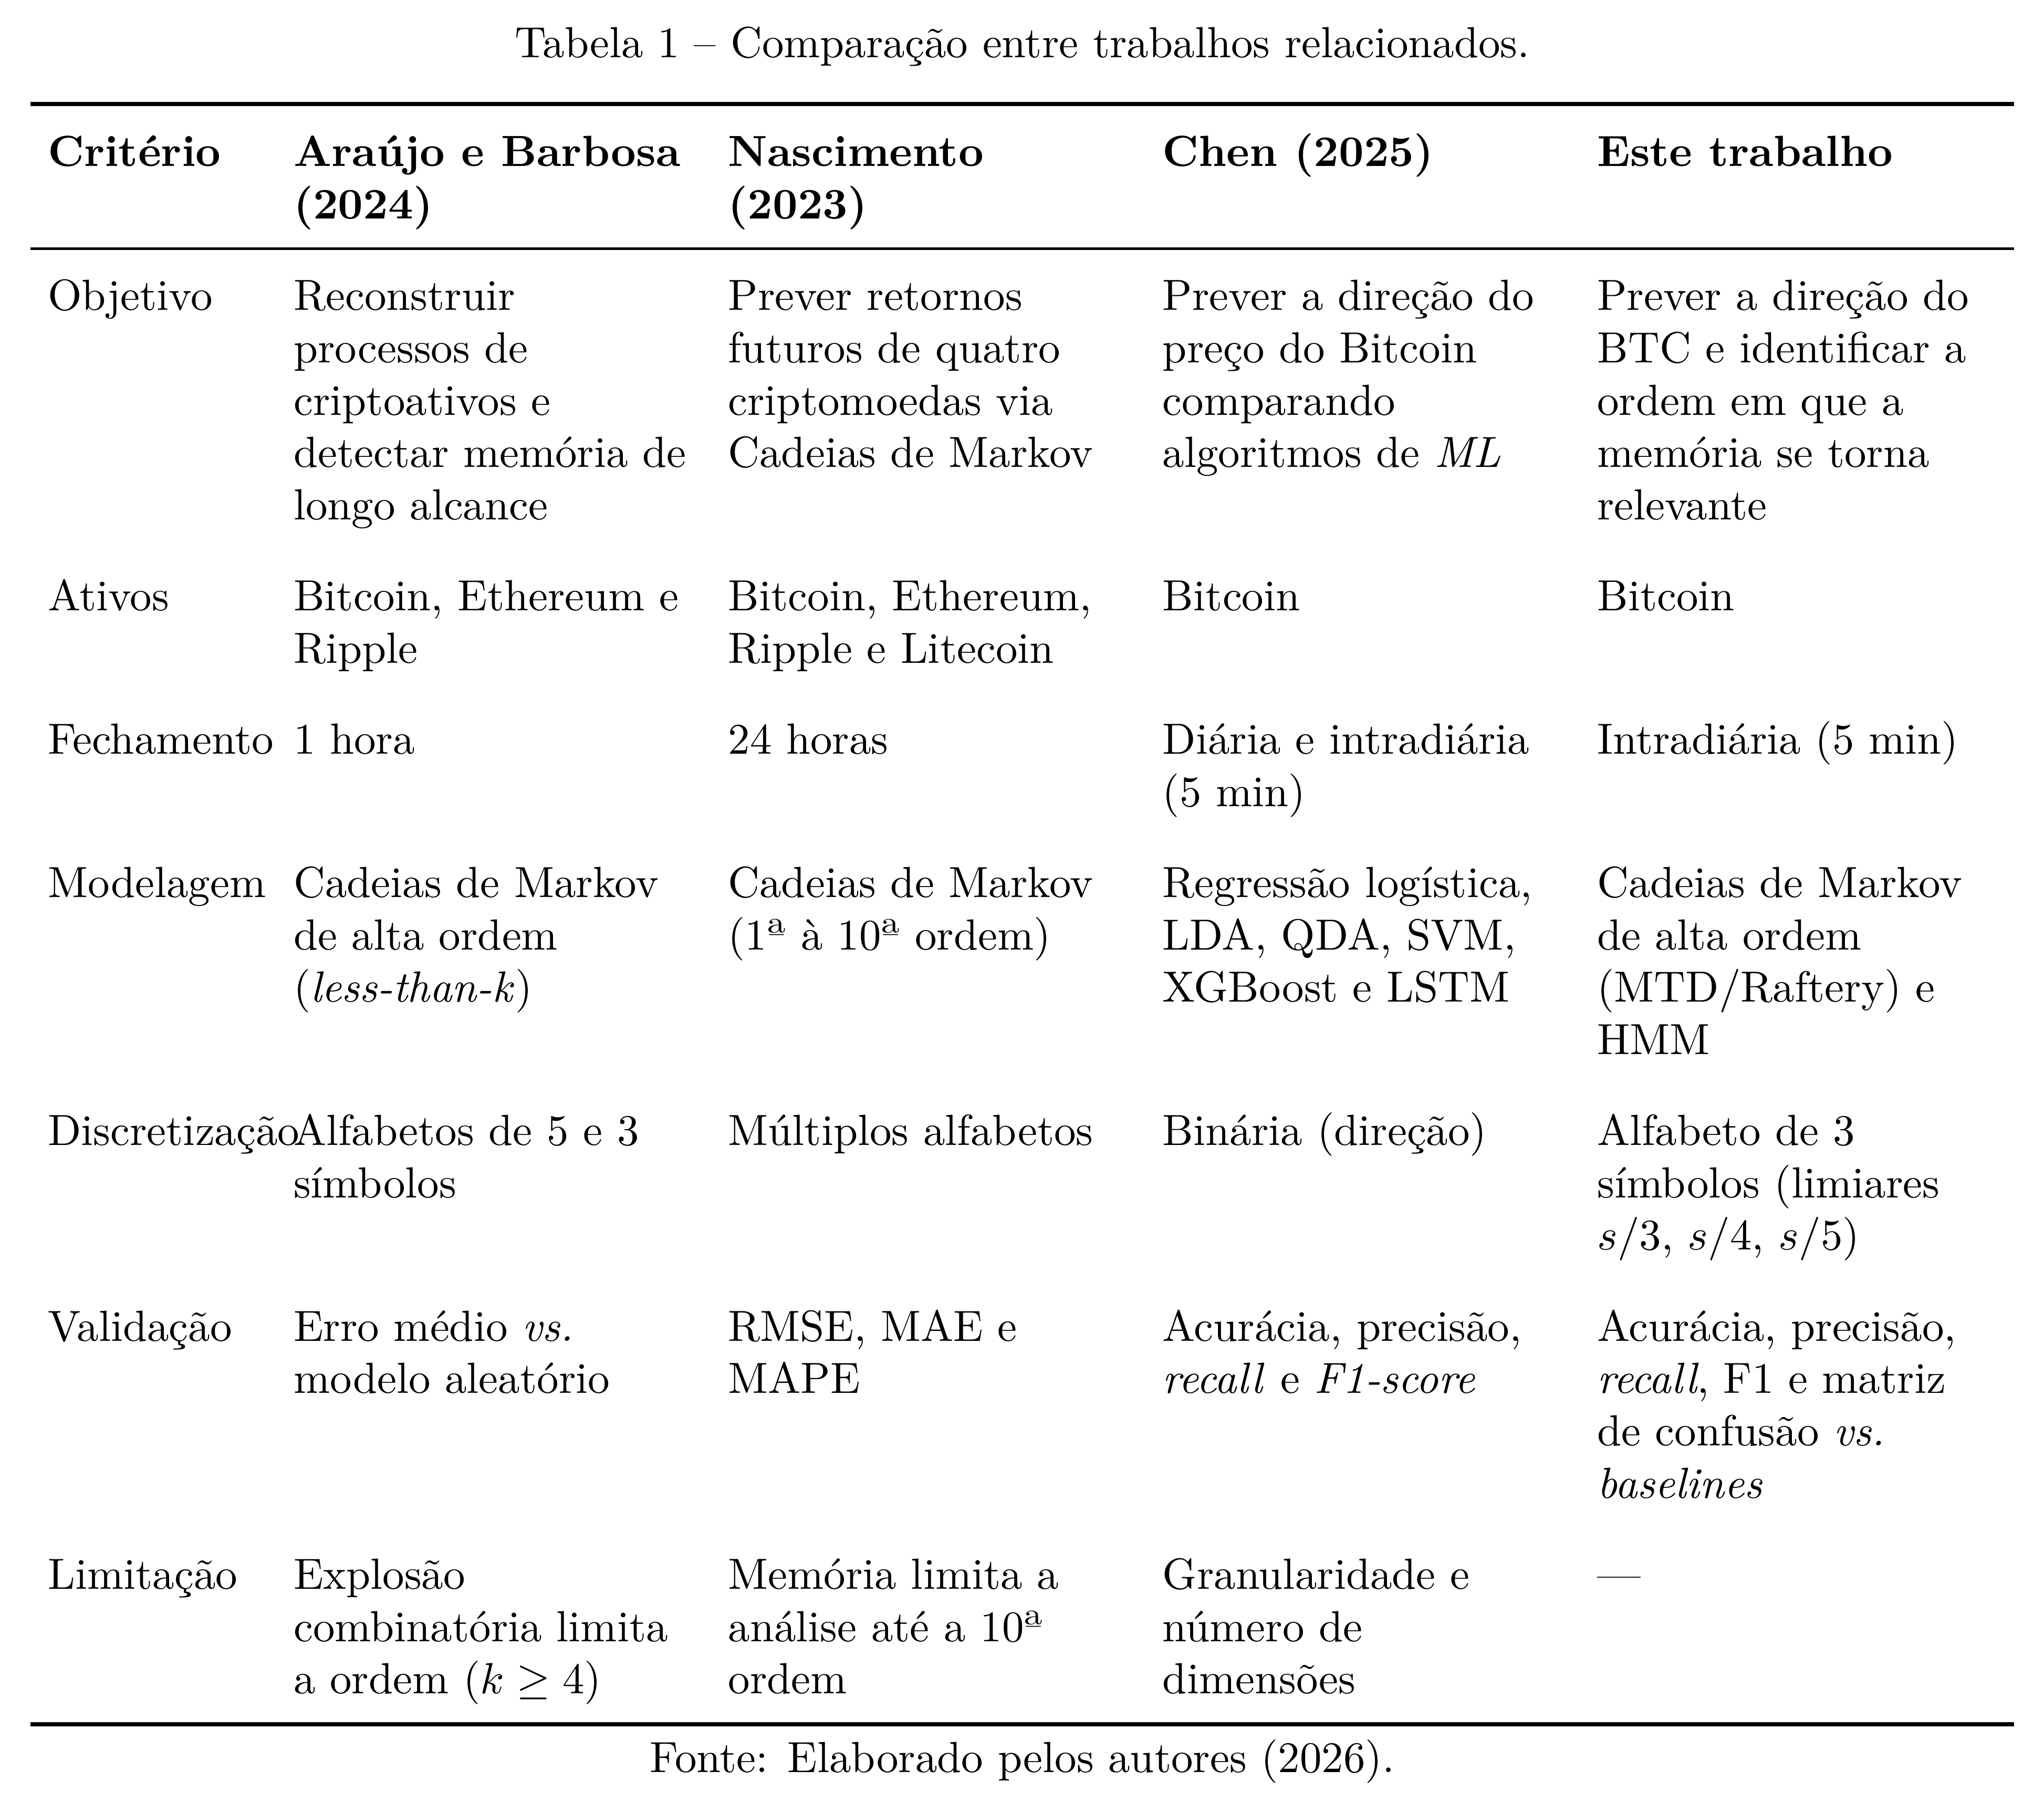 Tabela 1 – Comparação entre trabalhos relacionados.
Critério Araújo e Barbosa (2024) Nascimento (2023) Chen (2025) Este trabalho
Objetivo
Reconstruir
processos de
criptoativos e
detectar memória de
longo alcance
Prever retornos
futuros de quatro
criptomoedas via
Cadeias de Markov
Prever a direção do
preço do Bitcoin
comparando
algoritmos de ML
Prever a direção do
BTC e identificar a
ordem em que a
memória se torna
relevante
Ativos
Bitcoin, Ethereum e
Ripple
Bitcoin, Ethereum,
Ripple e Litecoin
Bitcoin
Bitcoin
Fechamento
1 hora
24 horas
Diária e intradiária
(5 min)
Intradiária (5 min)
Modelagem
Cadeias de Markov
de alta ordem
(less-than-k)
Cadeias de Markov
(1ª à 10ª ordem)
Regressão logística,
LDA, QDA, SVM,
XGBoost e LSTM
Cadeias de Markov
de alta ordem
(MTD/Raftery) e
HMM
Discretização
Alfabetos de 5 e 3
símbolos
Múltiplos alfabetos
Binária (direção)
Alfabeto de 3
símbolos (limiares
s/3, s/4, s/5)
Validação
Erro médio vs.
modelo aleatório
RMSE, MAE e
MAPE
Acurácia, precisão,
recall e F1-score
Acurácia, precisão,
recall, F1 e matriz
de confusão vs.
baselines
Limitação
Explosão
combinatória limita
a ordem (k ≥ 4)
Memória limita a
análise até a 10ª
ordem
Granularidade e
número de
dimensões
—
Fonte: Elaborado pelos autores (2026).